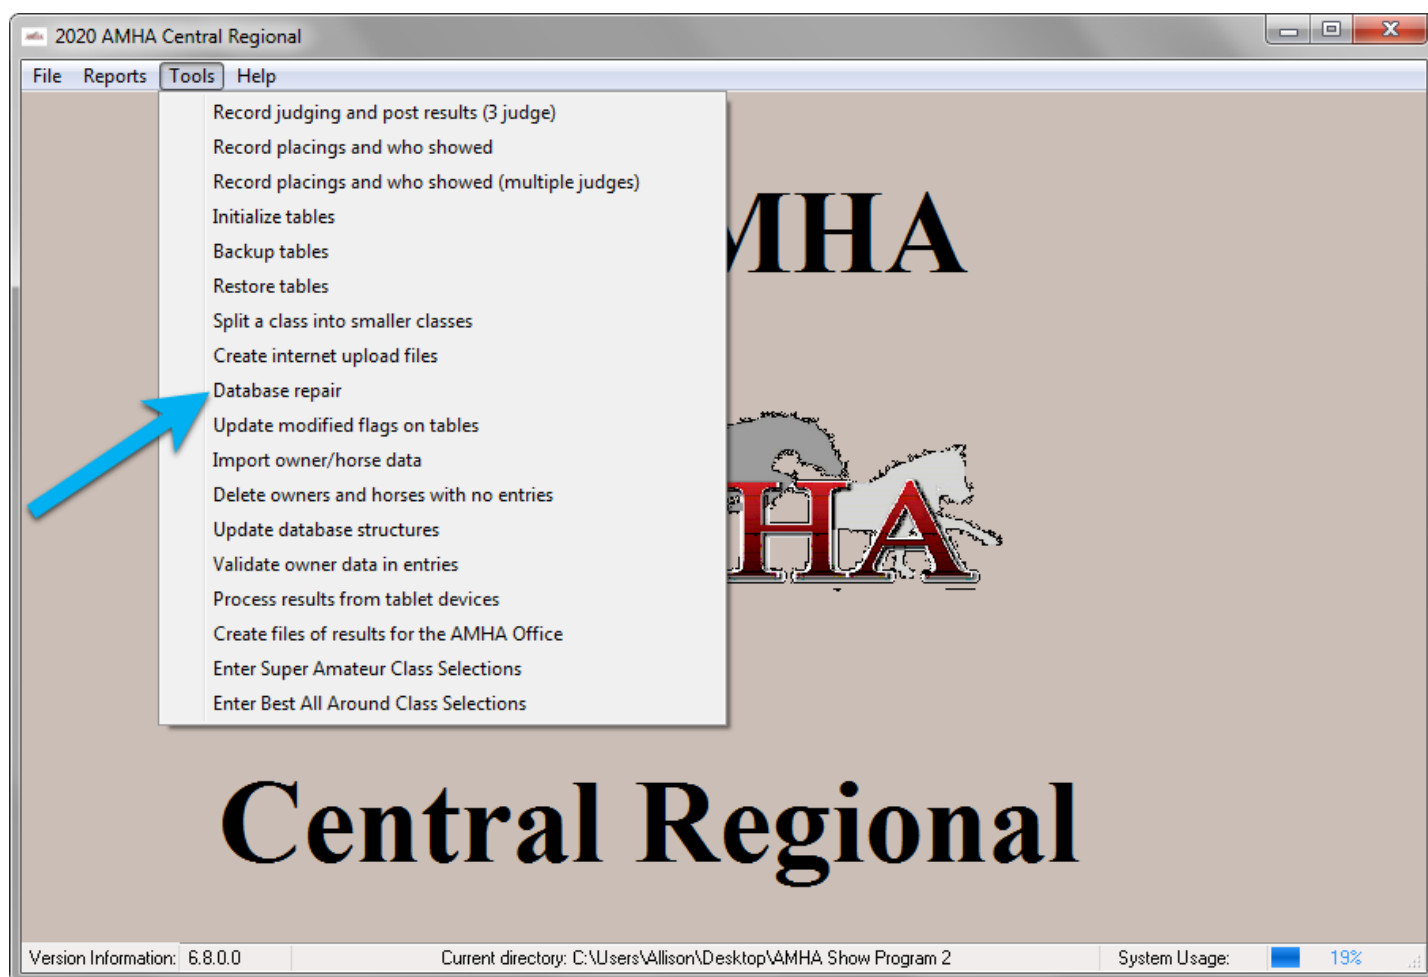 2020 AMHA Central Regional
File Reports Tools Help
Record judging and post results (3 judge)
Record placings and who showed
Record placings and who showed (multiple judges)
Initialize tables
Backup tables
Restore tables
Split a class into smaller classes
Create internet upload files
Database repair
Update modified flags on tables
Import owner/horse data
Delete owners and horses with no entries
Update database structures
Validate owner data in entries
Process results from tablet devices
Create files of results for the AMHA Office
Enter Super Amateur Class Selections
Enter Best All Around Class Selections
MHA
HA
Central Regional
Version Information: 6.8.0.0 Current directory: C:\Users\Allison\Desktop\AMHA Show Program 2 System Usage: 19%